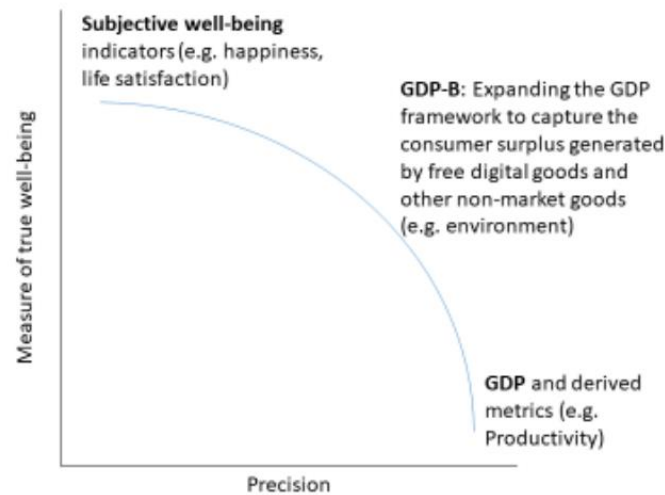 Subjective well-being
indicators (e.g. happiness,
life satisfaction)
GDP-B: Expanding the GDP
framework to capture the
consumer surplus generated
by free digital goods and
other non-market goods
(e.g. environment)
Measure of true well-being
GDP and derived
metrics (e.g.
Productivity)
Precision